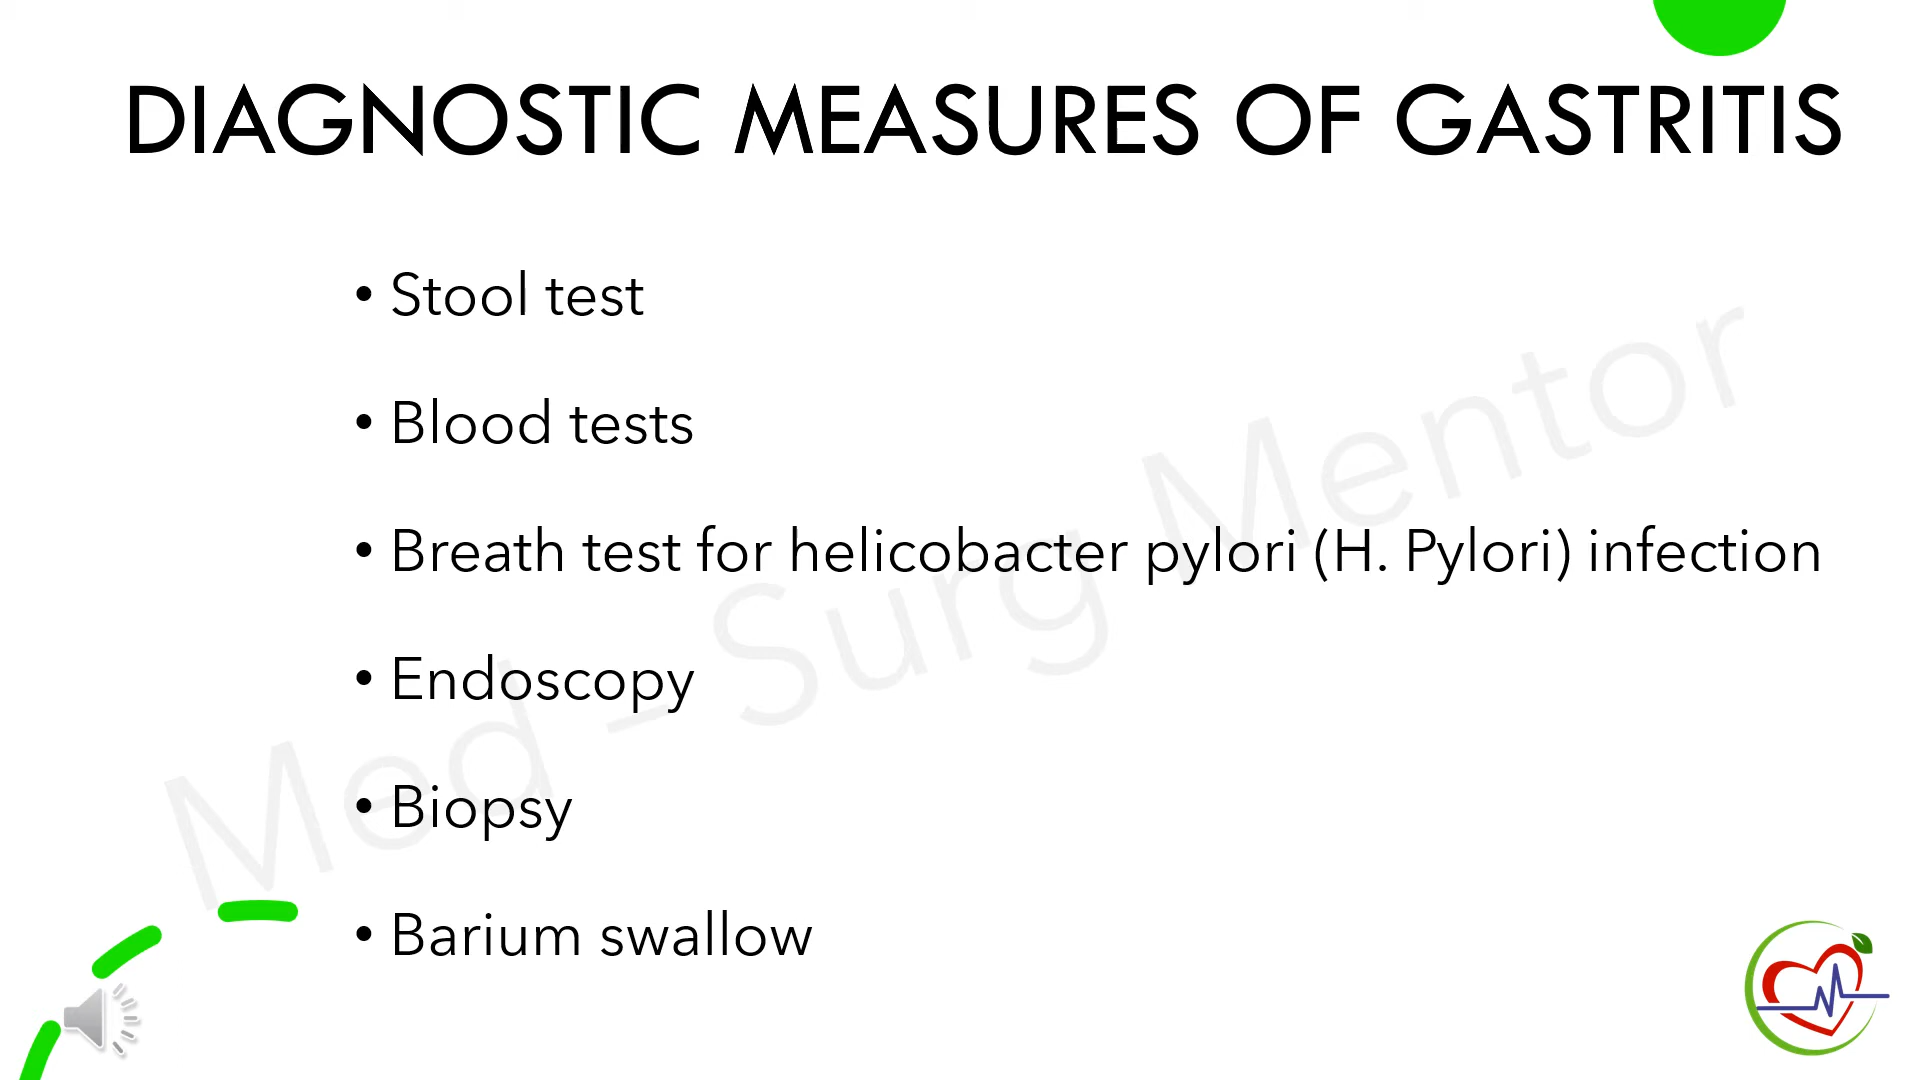 DIAGNOSTIC MEASURES OF GASTRITIS
• Stool test
• Blood tests
• Breath test for helicobacter pylori (H. Pylori) infection
• Endoscopy
• Biopsy
• Barium swallow
Med – Surg Mentor